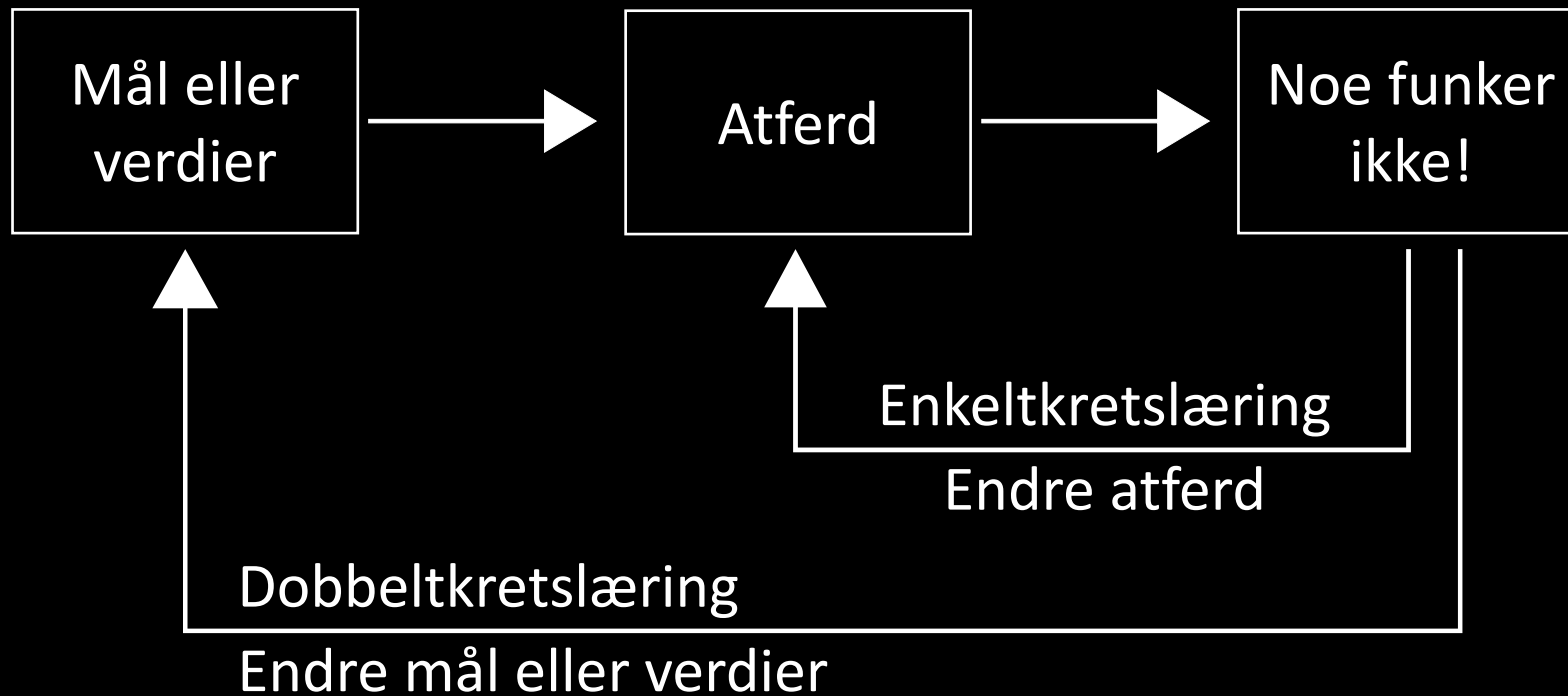 Mål eller
verdier
Atferd
Noe funker
ikke!
Enkeltkretslæring
Endre atferd
Dobbeltkretslæring
Endre mål eller verdier